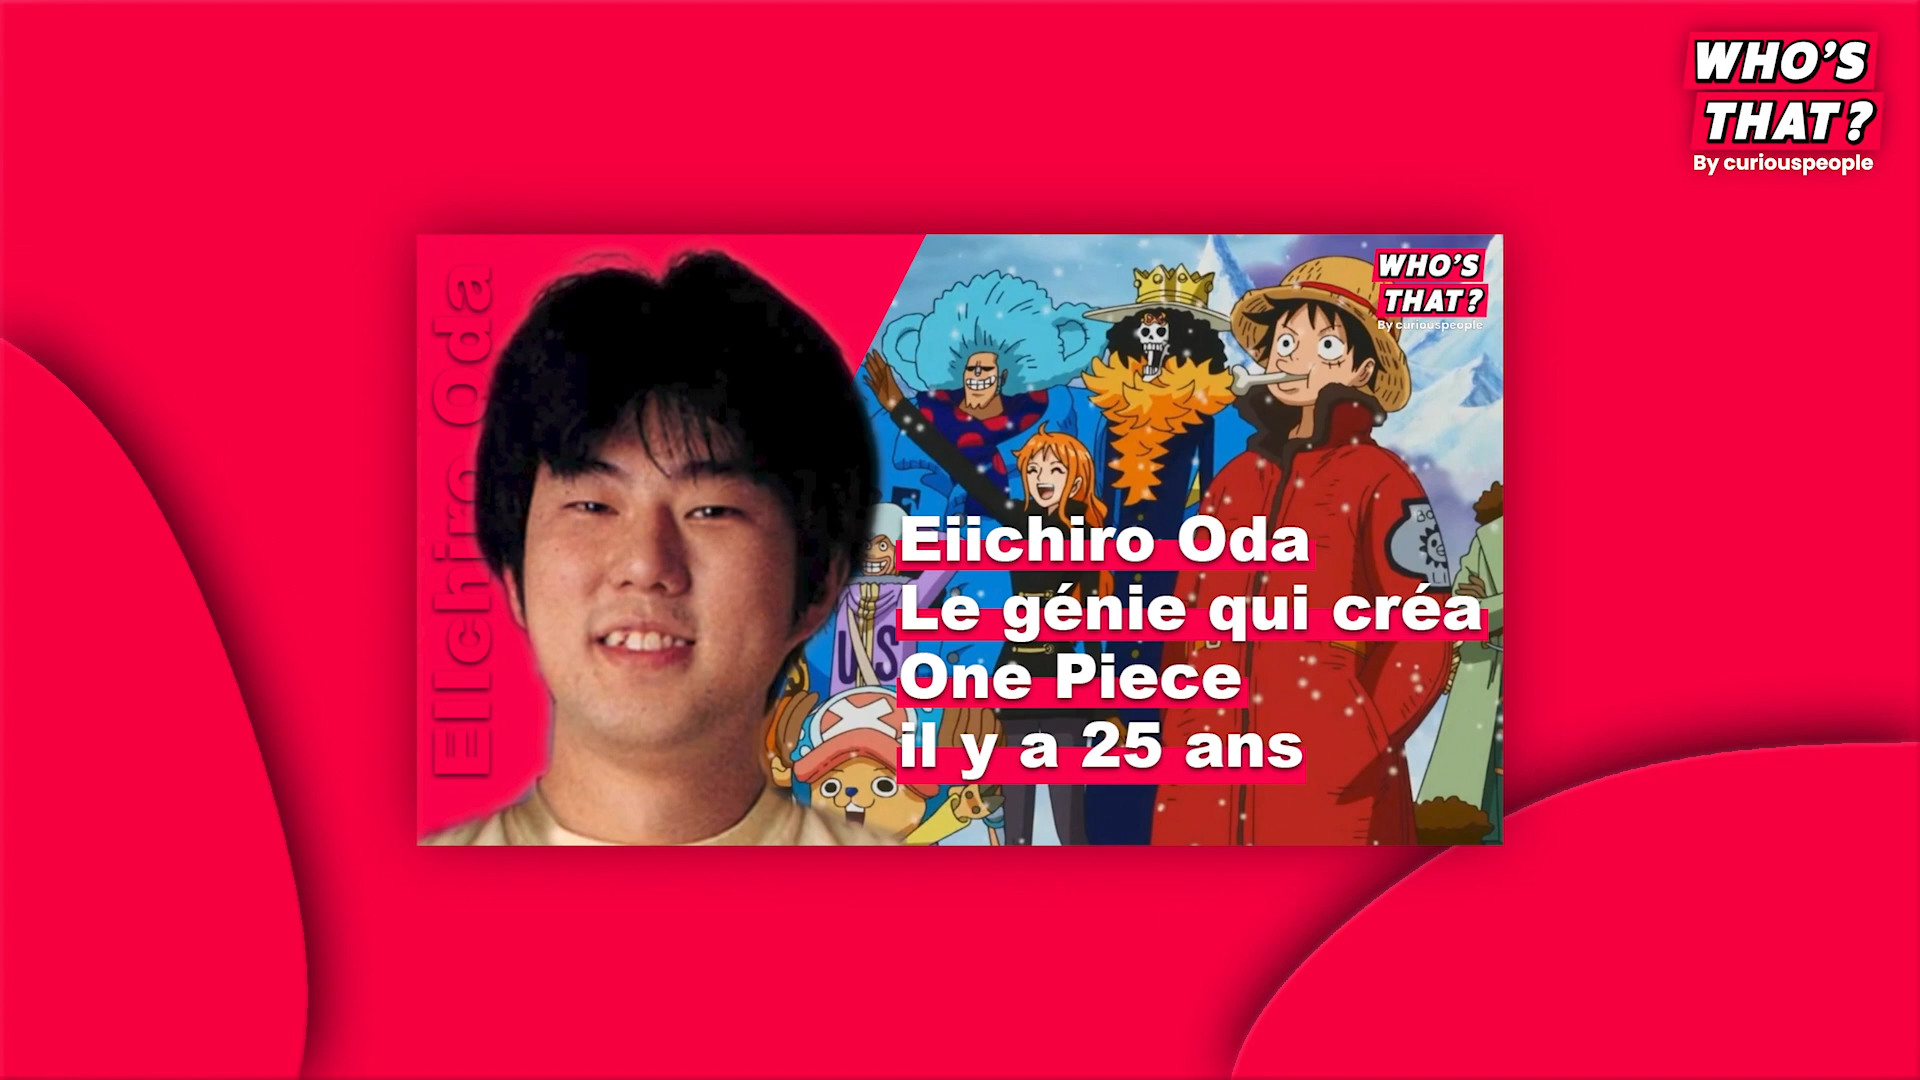 WHO'S
THAT?
By curiouspeople
EIIchiro Oda
WHO'S
THAT?
By curiouspeople
Eiichiro Oda
Le génie qui créa
One Piece
il y a 25 ans